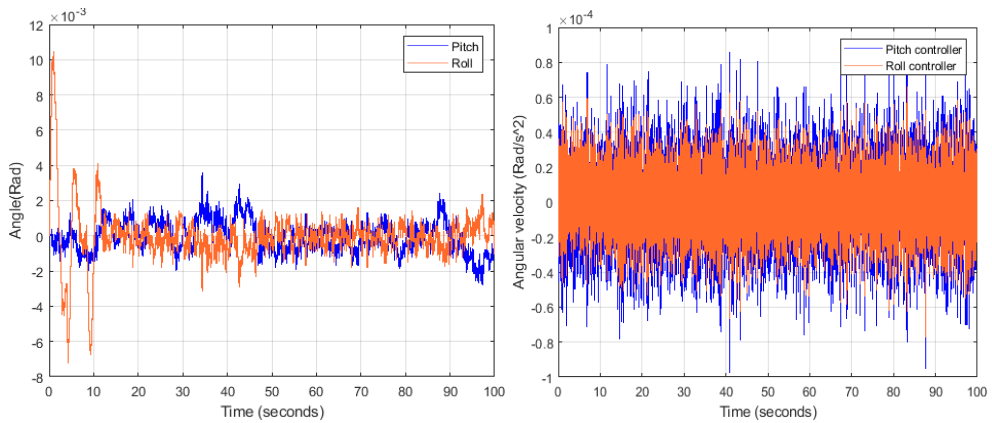 ×10⁻³
12
10
8
6
4
2
0
-2
-4
-6
-8
0 10 20 30 40 50 60 70 80 90 100
Angle(Rad)
Time (seconds)
Pitch
Roll
×10⁻⁴
1
0.8
0.6
0.4
0.2
0
-0.2
-0.4
-0.6
-0.8
-1
0 10 20 30 40 50 60 70 80 90 100
Angular velocity (Rad/s^2)
Time (seconds)
Pitch controller
Roll controller